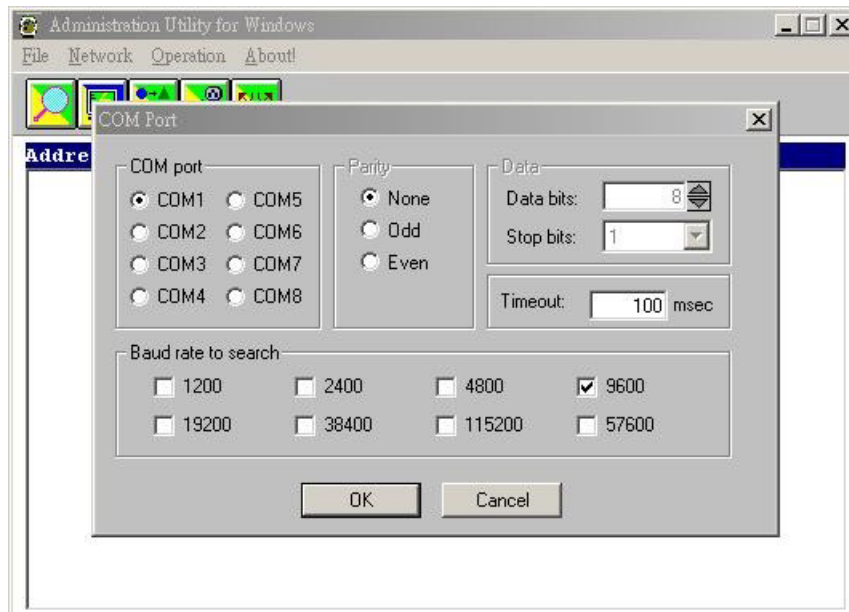 Administration Utility for Windows
File Network Operation About!
COM Port
Addre
COM port
COM1 COM5
COM2 COM6
COM3 COM7
COM4 COM8
Parity
None
Odd
Even
Data
Data bits: 8
Stop bits: 1
Timeout: 100 msec
Baud rate to search
1200 2400 4800 9600
19200 38400 115200 57600
OK Cancel